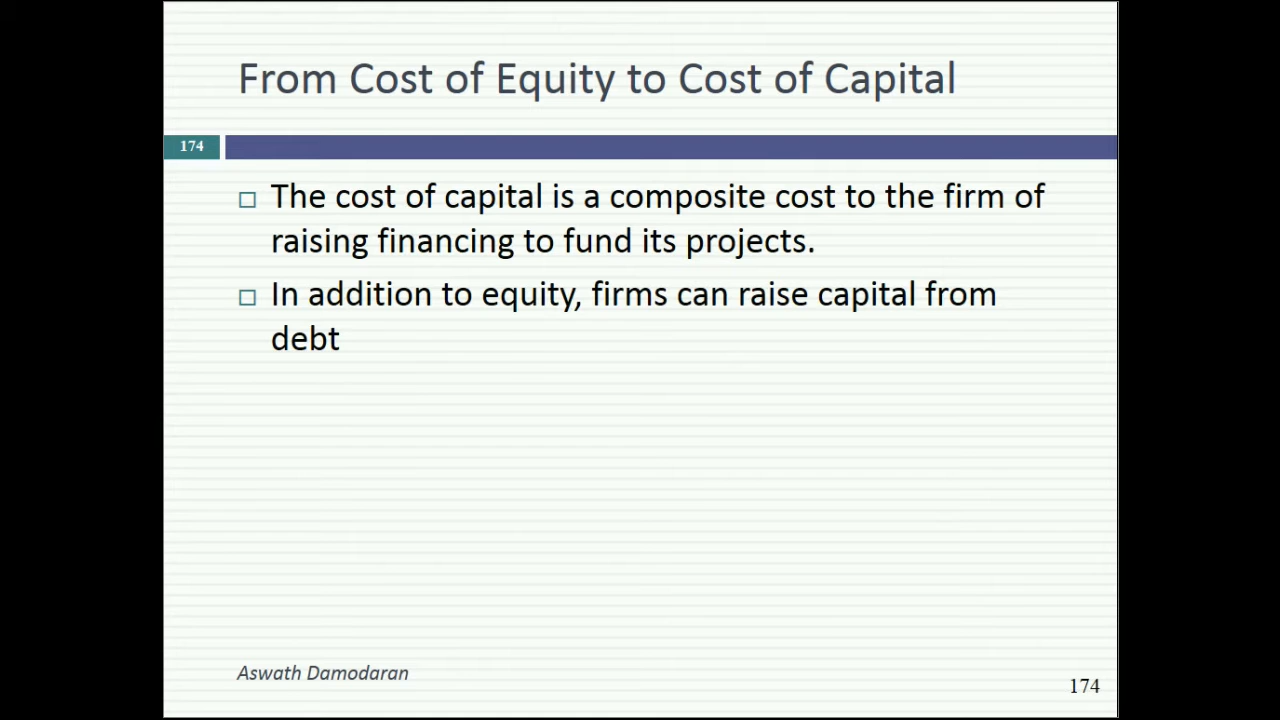 From Cost of Equity to Cost of Capital
174
The cost of capital is a composite cost to the firm of
raising financing to fund its projects.
In addition to equity, firms can raise capital from
debt
Aswath Damodaran
174